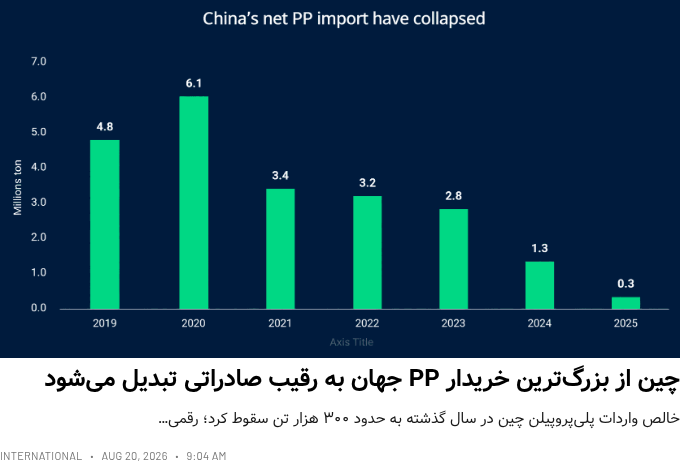 China's net PP import have collapsed
7.0
6.0
5.0
4.0
3.0
2.0
1.0
0.0
Millions ton
4.8
6.1
3.4
3.2
2.8
1.3
0.3
2019 2020 2021 2022 2023 2024 2025
Axis Title
چین از بزرگ‌ترین خریدار PP جهان به رقیب صادراتی تبدیل می‌شود
خالص واردات پلی‌پروپیلن چین در سال گذشته به حدود ۳۰۰ هزار تن سقوط کرد؛ رقمی...
INTERNATIONAL • AUG 20, 2026 • 9:04 AM